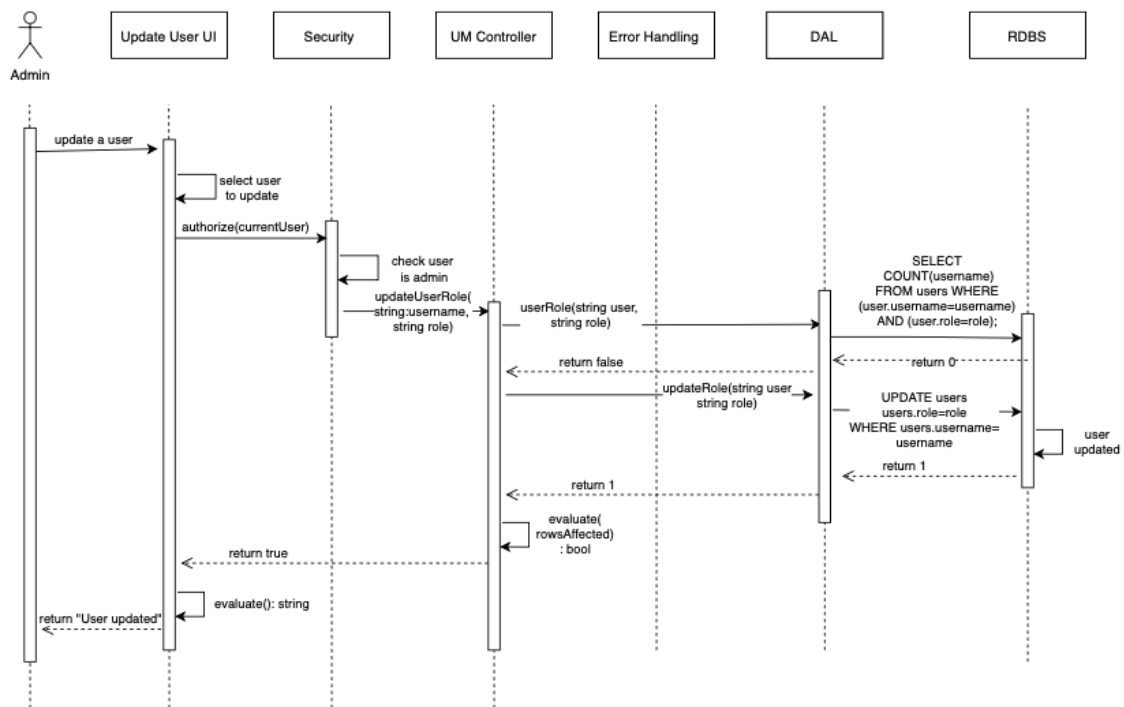 Update User UI
Security
UM Controller
Error Handling
DAL
RDBS
Admin
update a user
select user
to update
authorize(currentUser)
check user
is admin
updateUserRole(
string:username,
string role)
userRole(string user,
string role)
SELECT
COUNT(username)
FROM users WHERE
(user.username=username)
AND (user.role=role);
return 0
return false
updateRole(string user
string role)
UPDATE users
users.role=role
WHERE users.username=
username
user
updated
return 1
return 1
evaluate(
rowsAffected)
: bool
return true
evaluate(): string
return "User updated"